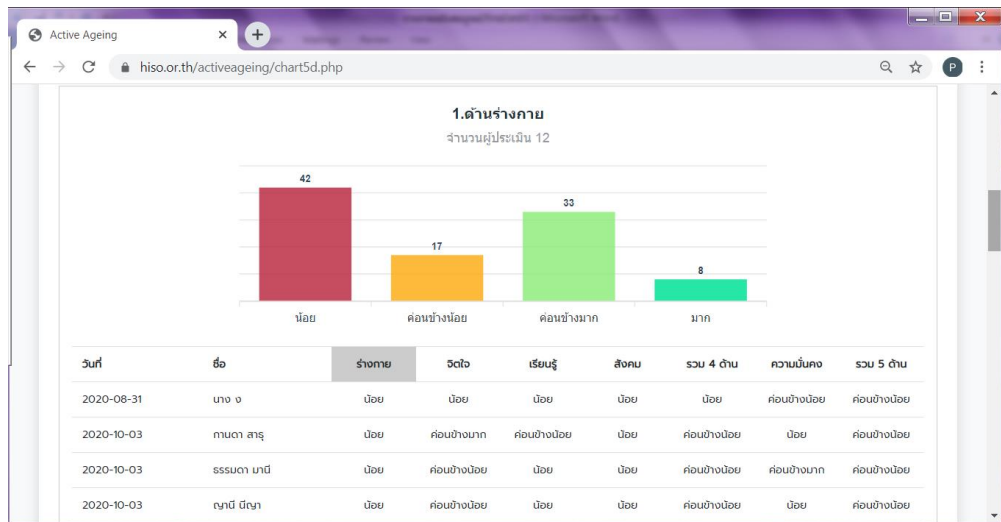 Active Ageing
hiso.or.th/activeageing/chart5d.php
P
1.ด้านร่างกาย
จำนวนผู้ประเมิน 12
42
17
33
8
น้อย ค่อนข้างน้อย ค่อนข้างมาก มาก
วันที่ ชื่อ ร่างกาย จิตใจ เรียนรู้ สังคม รวม 4 ด้าน ความมั่นคง รวม 5 ด้าน
2020-08-31 นาง ง น้อย น้อย น้อย น้อย น้อย ค่อนข้างน้อย ค่อนข้างน้อย
2020-10-03 กานดา สาธุ น้อย ค่อนข้างมาก ค่อนข้างน้อย น้อย ค่อนข้างน้อย น้อย ค่อนข้างน้อย
2020-10-03 ธรรมดา มานี น้อย ค่อนข้างน้อย น้อย น้อย ค่อนข้างน้อย ค่อนข้างมาก ค่อนข้างน้อย
2020-10-03 ญานี นีญา น้อย ค่อนข้างน้อย น้อย น้อย ค่อนข้างน้อย น้อย ค่อนข้างน้อย